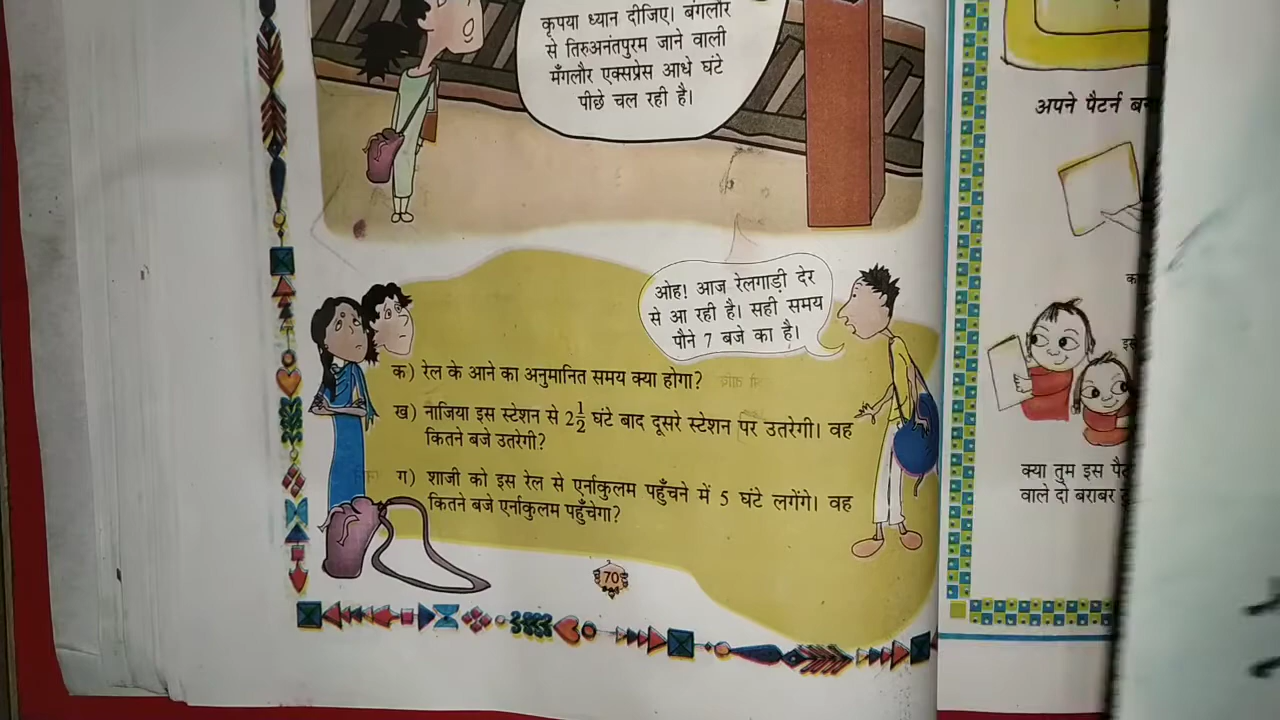 कृपया ध्यान दीजिए। बंगलौर
से तिरुअनंतपुरम जाने वाली
मैंगलौर एक्सप्रेस आधे घंटे
पीछे चल रही है।
ओह! आज रेलगाड़ी देर
से आ रही है। सही समय
पौने 7 बजे का है।
क) रेल के आने का अनुमानित समय क्या होगा?
ख) नाजिया इस स्टेशन से 2 1/2 घंटे बाद दूसरे स्टेशन पर उतरेगी। वह
कितने बजे उतरेगी?
ग) शाजी को इस रेल से एर्नाकुलम पहुँचने में 5 घंटे लगेंगे। वह
कितने बजे एर्नाकुलम पहुँचेगा?
70
अपने पैटर्न
क्या तुम इस
वाले दो बराबर